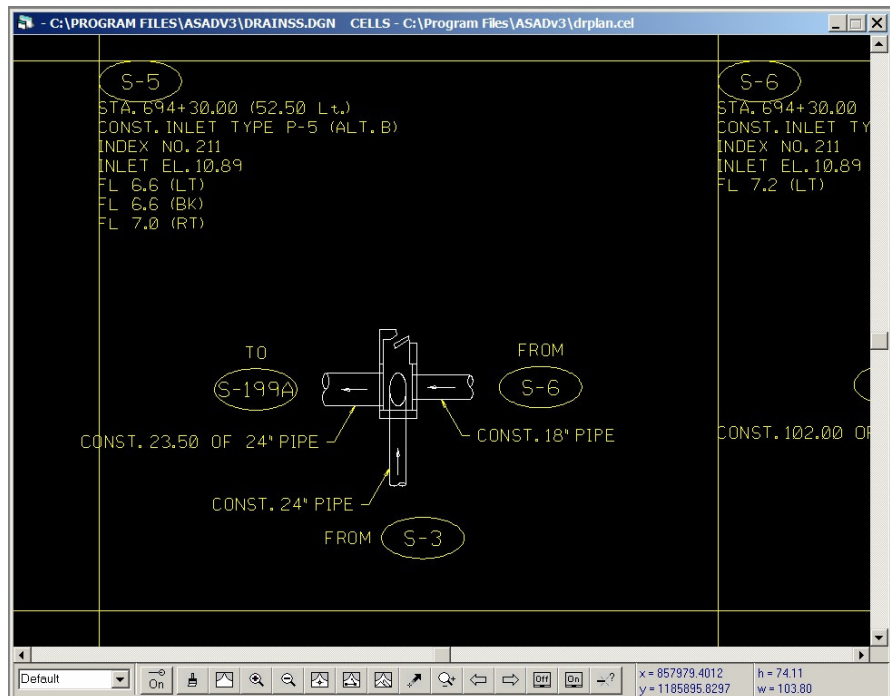 - C:\PROGRAM FILES\ASADV3\DRAINSS.DGN CELLS - C:\Program Files\ASADv3\drplan.cel
S-5
STA. 694+30.00 (52.50 Lt.)
CONST. INLET TYPE P-5 (ALT. B)
INDEX NO. 211
INLET EL. 10.89
FL 6.6 (LT)
FL 6.6 (BK)
FL 7.0 (RT)
S-6
STA. 694+30.00
CONST. INLET TY
INDEX NO. 211
INLET EL. 10.89
FL 7.2 (LT)
TO
S-199A
FROM
S-6
CONST. 23.50 OF 24" PIPE
CONST. 18" PIPE
CONST. 24" PIPE
FROM
S-3
CONST. 102.00 OF
Default
On
Off
On
?
x = 857979.4012
y = 1185895.8297
h = 74.11
w = 103.80